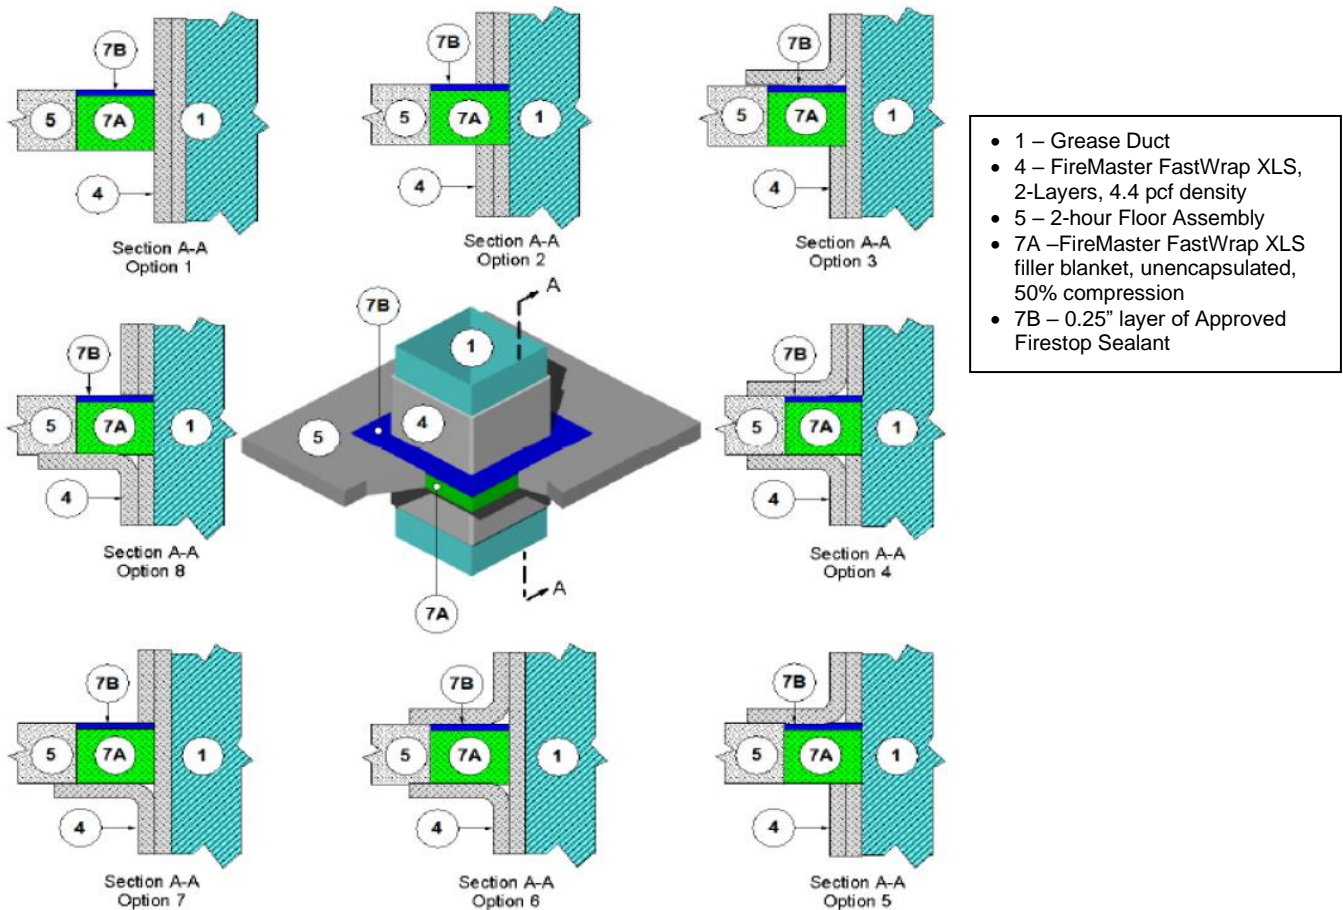 7B
5
7A
1
4
Section A-A
Option 1
7B
5
7A
1
4
Section A-A
Option 2
7B
5
7A
1
4
Section A-A
Option 3
• 1 – Grease Duct
• 4 – FireMaster FastWrap XLS,
2-Layers, 4.4 pcf density
• 5 – 2-hour Floor Assembly
• 7A –FireMaster FastWrap XLS
filler blanket, unencapsulated,
50% compression
• 7B – 0.25” layer of Approved
Firestop Sealant
7B
5
7A
1
4
Section A-A
Option 8
A
7B
1
4
5
A
7A
7B
5
7A
1
4
Section A-A
Option 4
7B
5
7A
1
4
Section A-A
Option 7
7B
5
7A
1
4
Section A-A
Option 6
7B
5
7A
1
4
Section A-A
Option 5